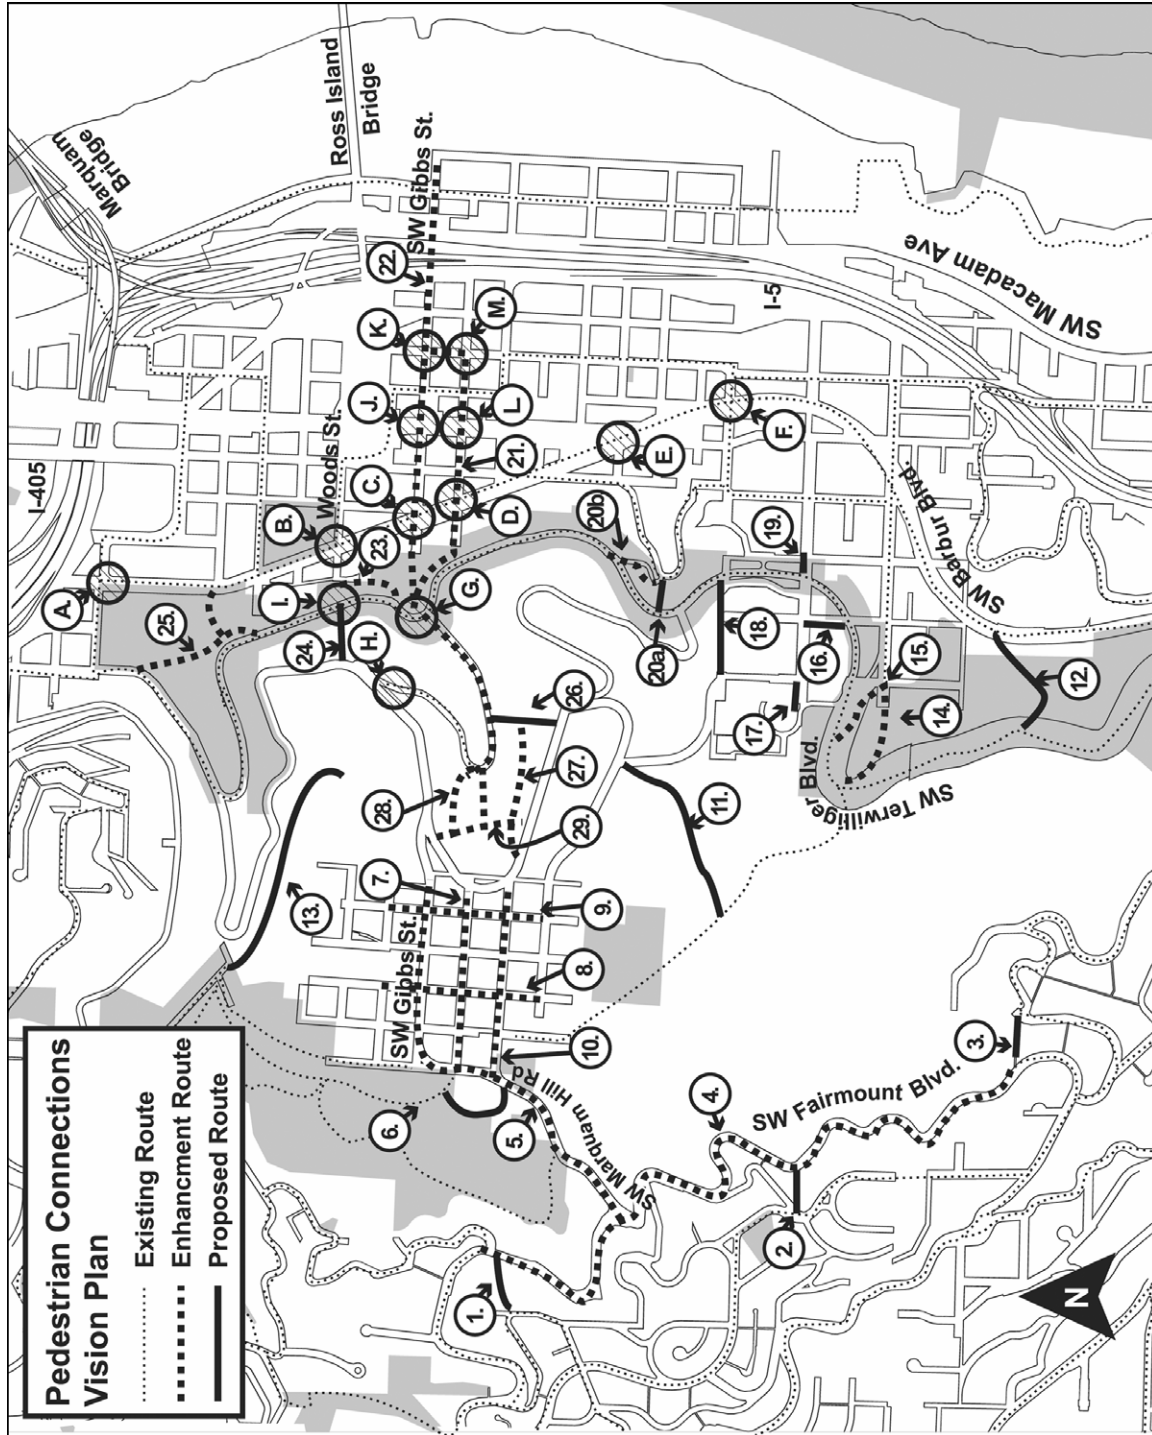 Pedestrian Connections
Vision Plan
Existing Route
Enhancment Route
Proposed Route
Marquam
Bridge
Ross Island
Bridge
I-405
Woods St.
SW Gibbs St.
SW Gibbs St.
I-5
SW Macadam Ave
SW Barbur Blvd.
SW Terwilliger Blvd.
SW Marquam Hill Rd
SW Fairmount Blvd.
A.
B.
C.
D.
E.
F.
G.
H.
I.
J.
K.
L.
M.
1.
2.
3.
4.
5.
6.
7.
8.
9.
10.
11.
12.
13.
14.
15.
16.
17.
18.
19.
20a.
20b
21.
22.
23.
24.
25.
26.
27.
28.
29.
N